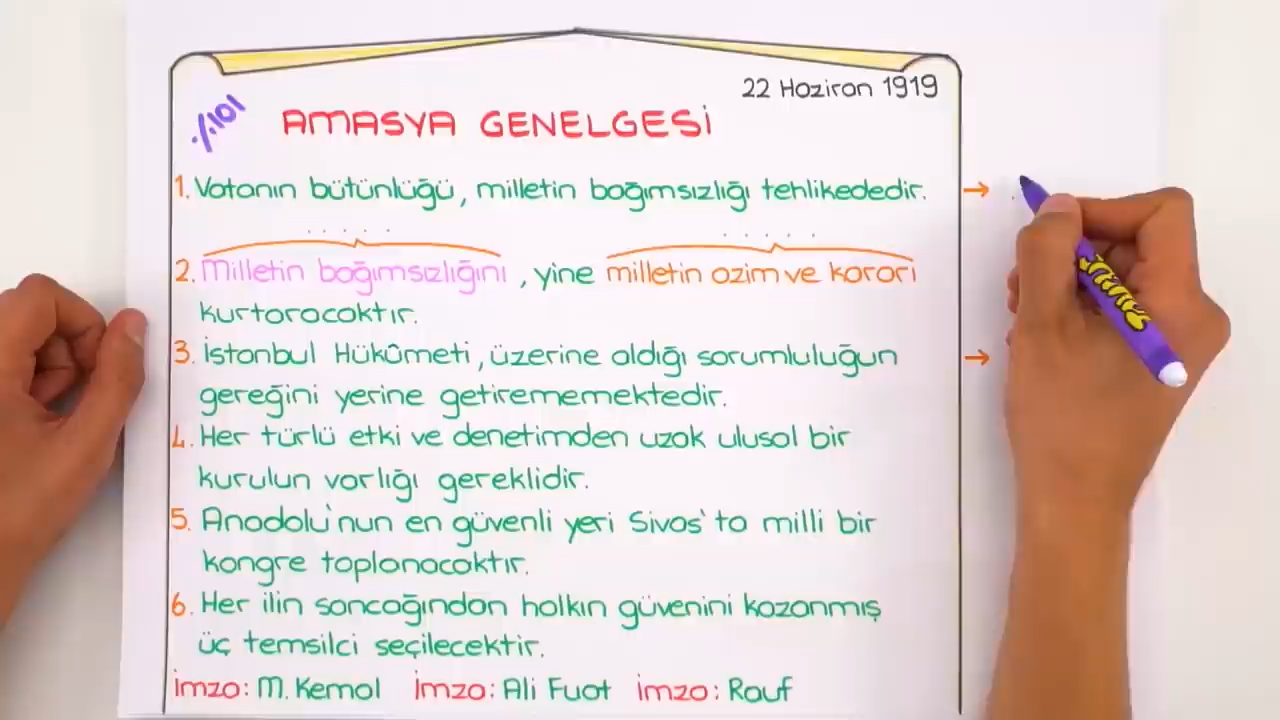 22 Haziran 1919
%101
AMASYA GENELGESİ
1. Vatanın bütünlüğü, milletin bağımsızlığı tehlikededir. →
2. Milletin bağımsızlığını, yine milletin azim ve kararı
kurtaracaktır.
3. İstanbul Hükûmeti, üzerine aldığı sorumluluğun →
gereğini yerine getirememektedir.
4. Her türlü etki ve denetimden uzak ulusal bir
kurulun varlığı gereklidir.
5. Anadolu'nun en güvenli yeri Sivas'ta milli bir
kongre toplanacaktır.
6. Her ilin sancağından halkın güvenini kazanmış
üç temsilci seçilecektir.
İmza: M. Kemal İmza: Ali Fuat İmza: Rauf